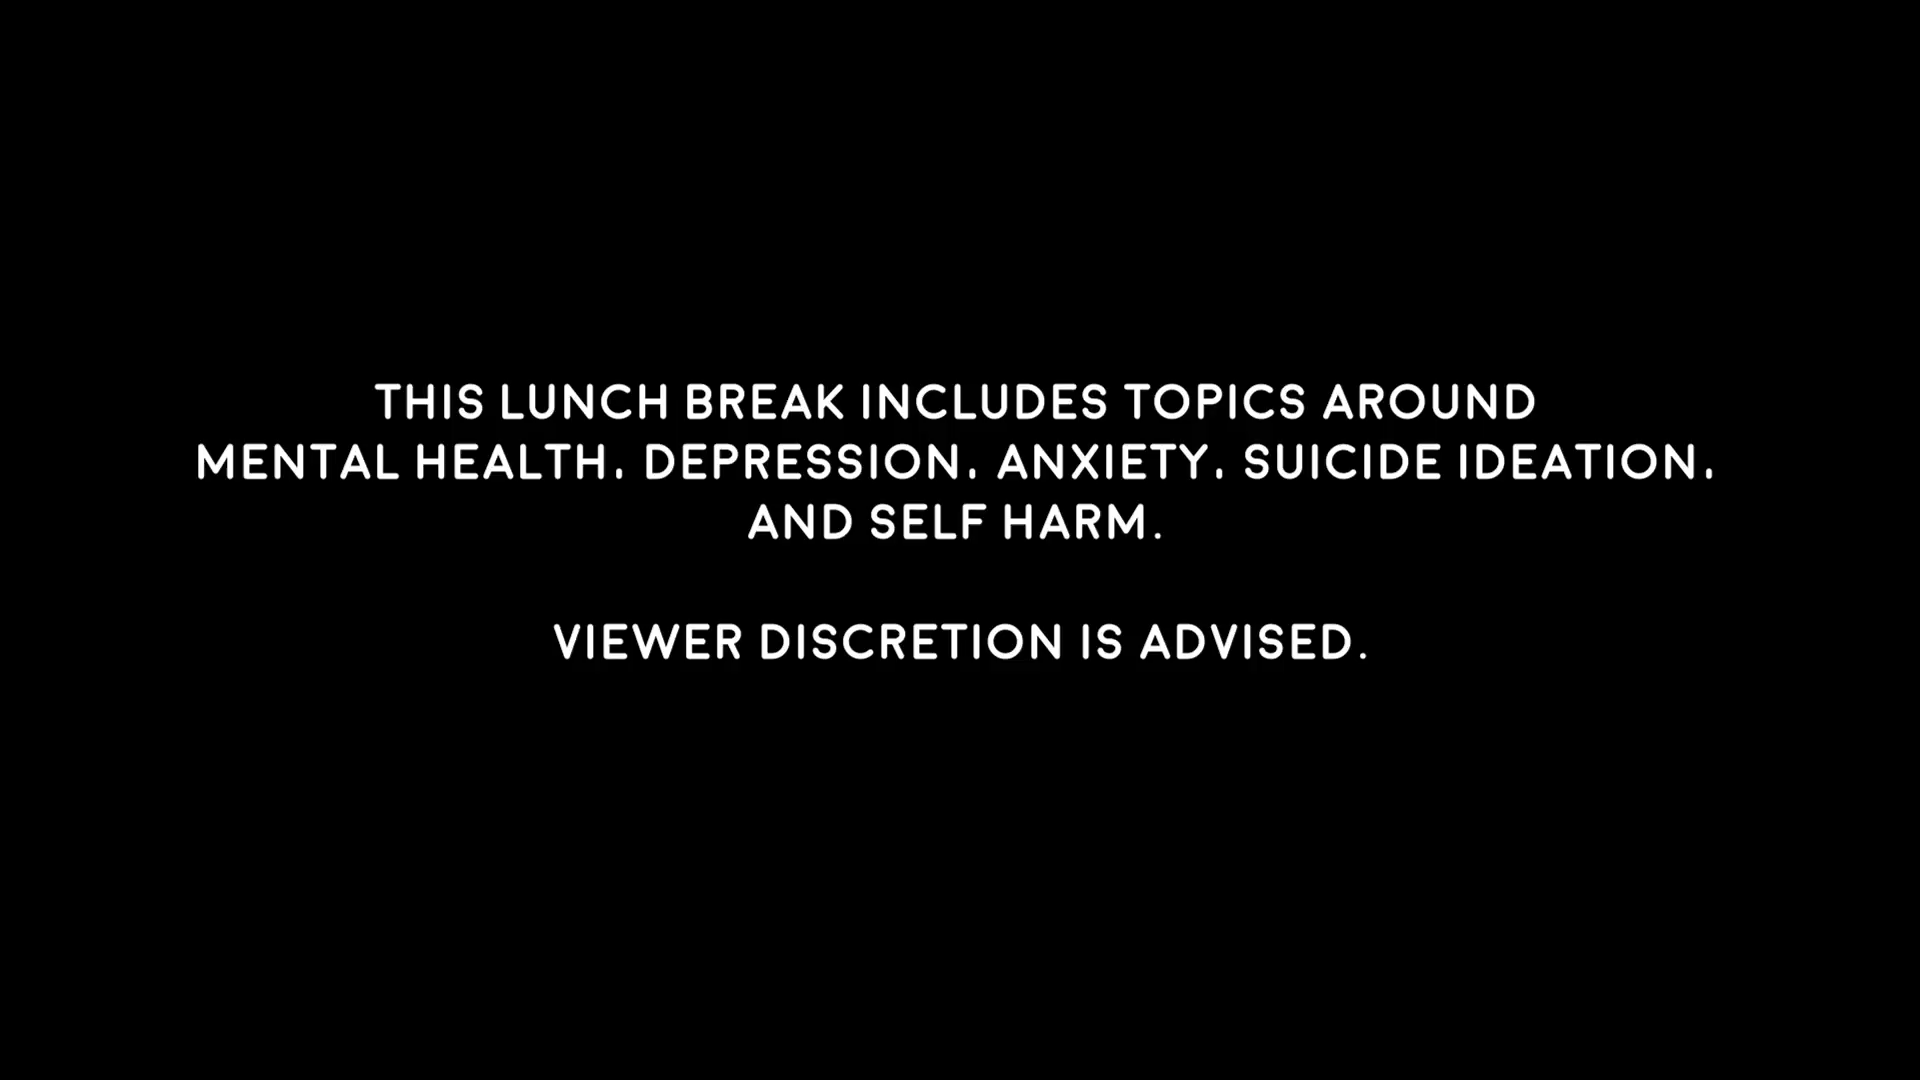 THIS LUNCH BREAK INCLUDES TOPICS AROUND
MENTAL HEALTH, DEPRESSION, ANXIETY, SUICIDE IDEATION,
AND SELF HARM.
VIEWER DISCRETION IS ADVISED.